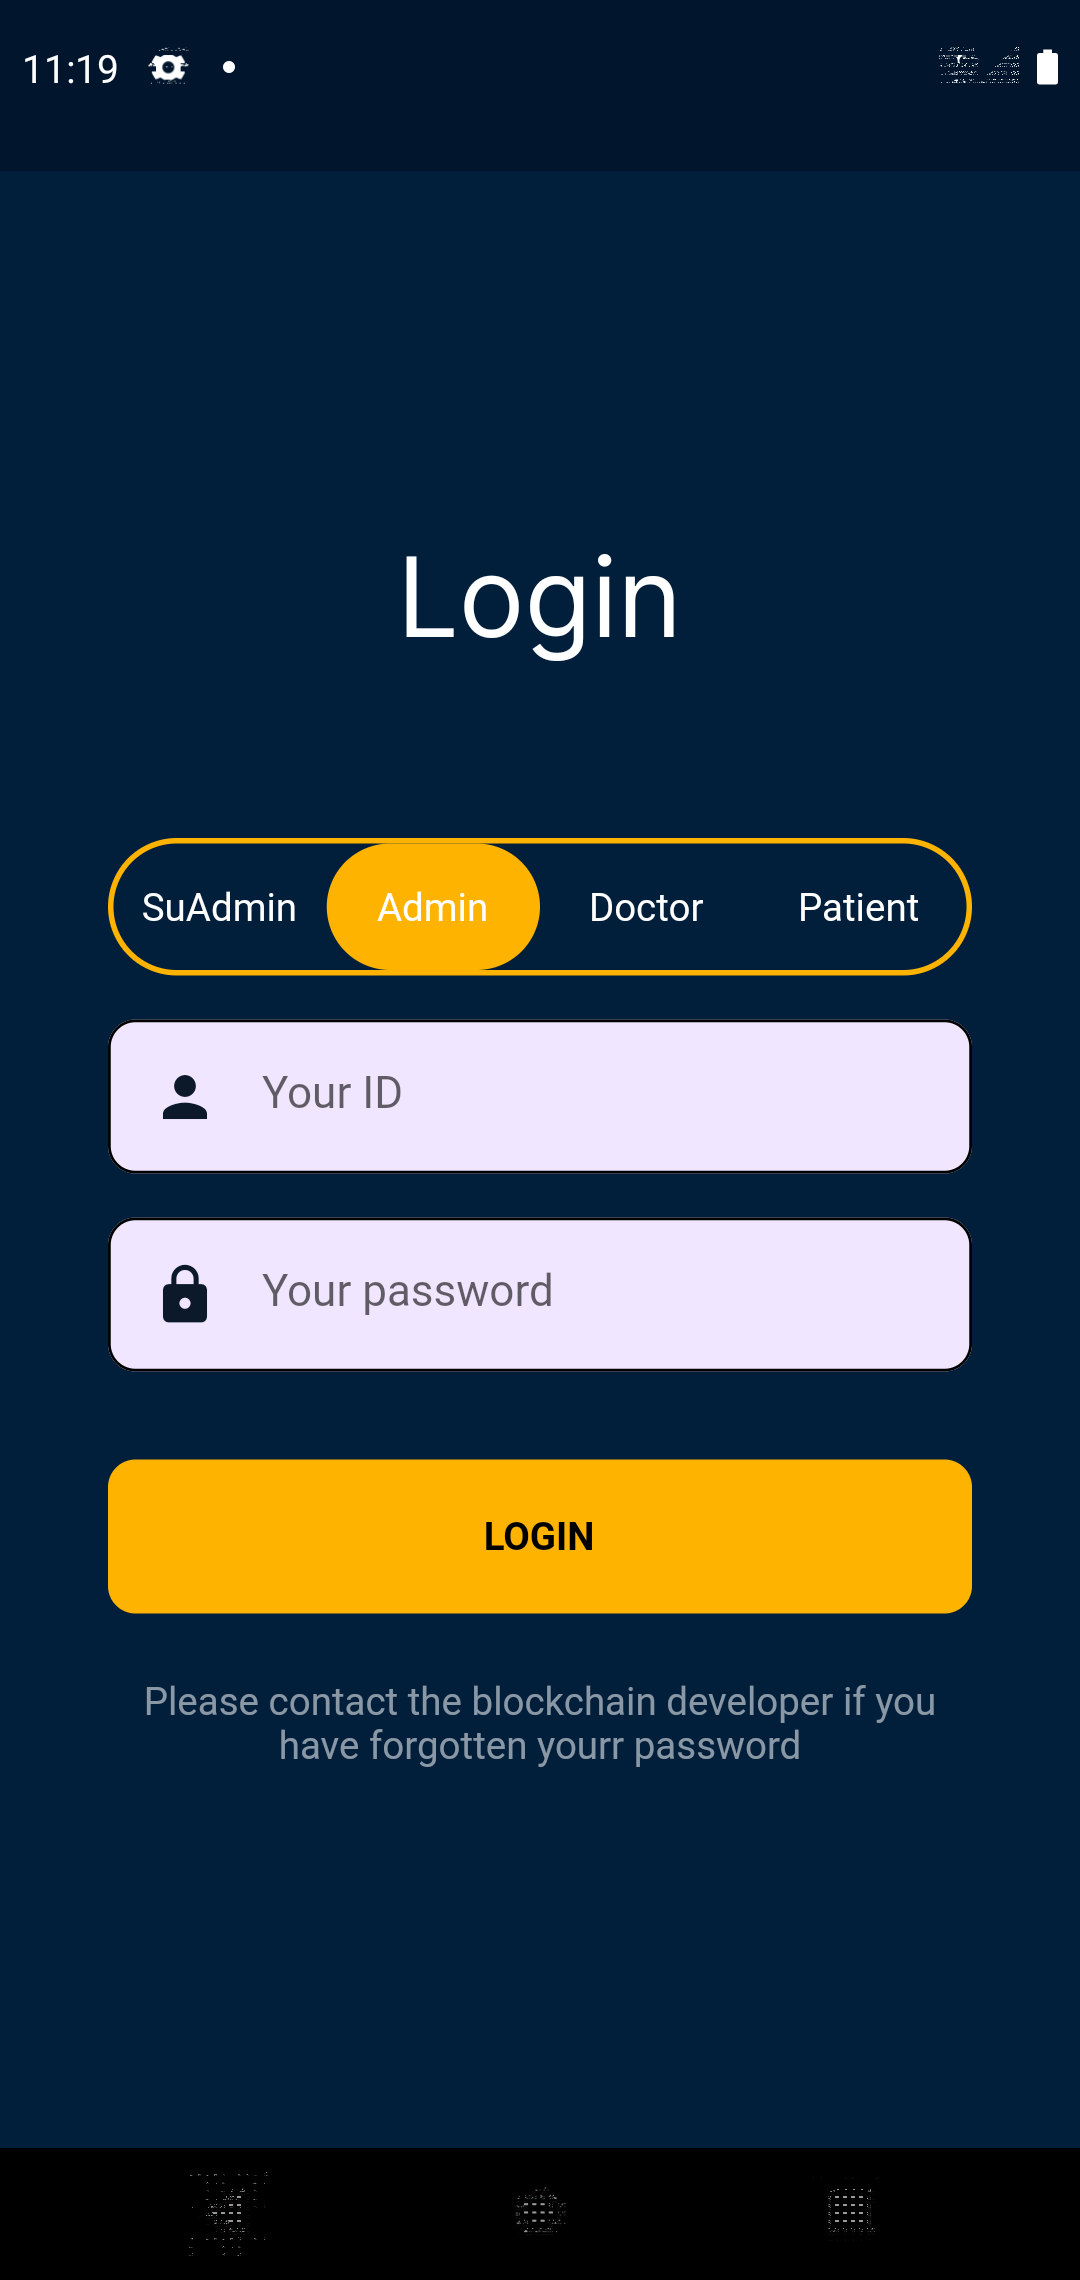 11:19
Login
SuAdmin Admin Doctor Patient
Your ID
Your password
LOGIN
Please contact the blockchain developer if you
have forgotten yourr password